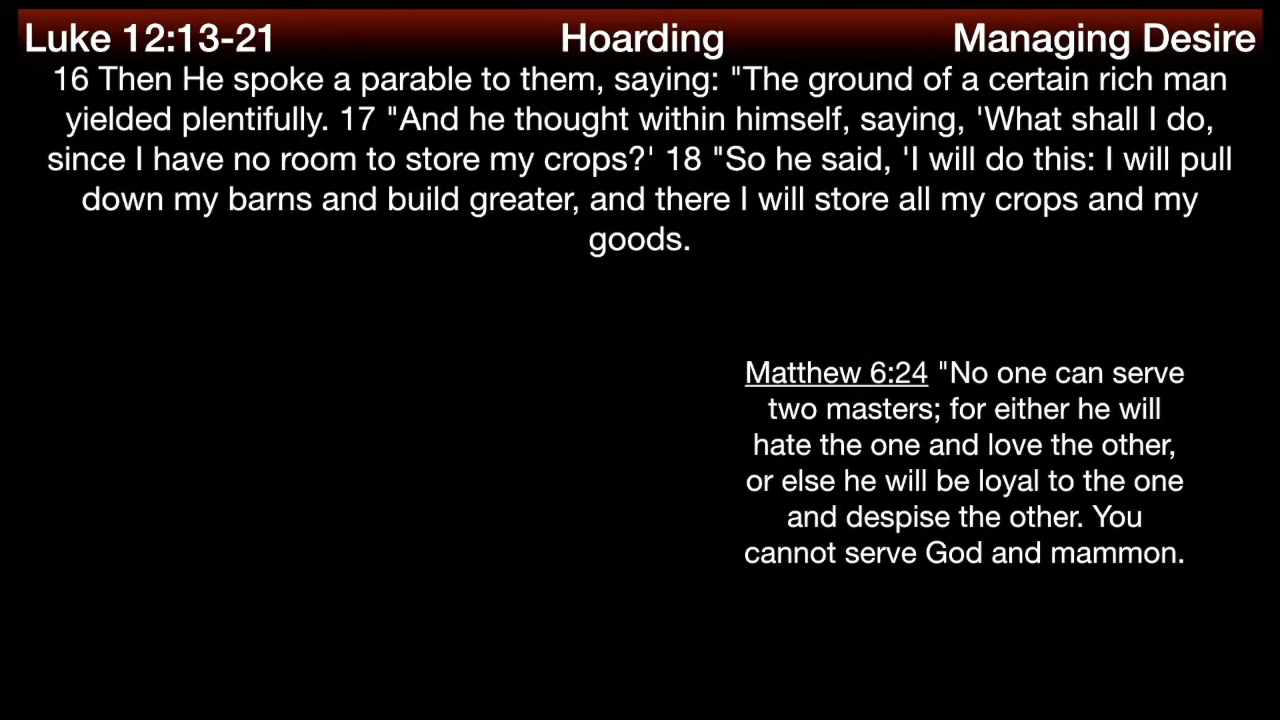 Luke 12:13-21 Hoarding Managing Desire
16 Then He spoke a parable to them, saying: "The ground of a certain rich man
yielded plentifully. 17 "And he thought within himself, saying, 'What shall I do,
since I have no room to store my crops?' 18 "So he said, 'I will do this: I will pull
down my barns and build greater, and there I will store all my crops and my
goods.
Matthew 6:24 "No one can serve
two masters; for either he will
hate the one and love the other,
or else he will be loyal to the one
and despise the other. You
cannot serve God and mammon.